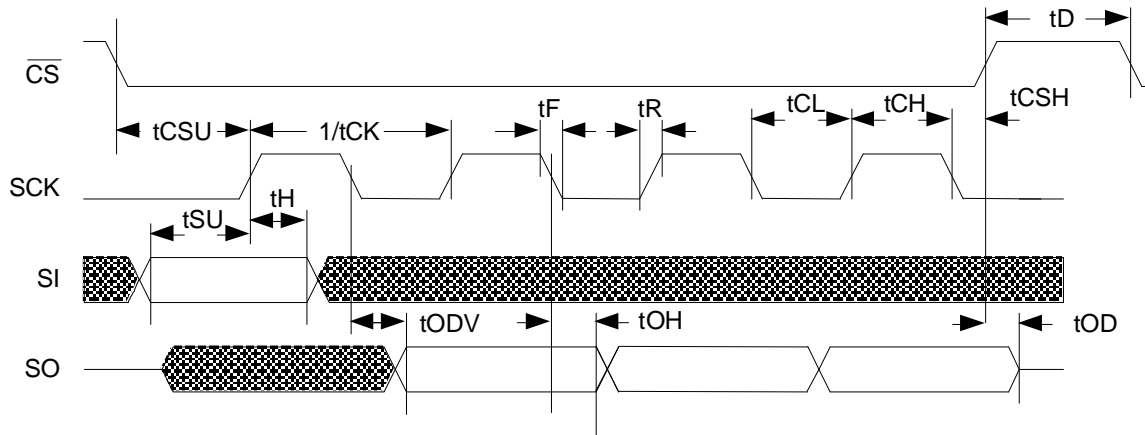 tD
CS
tCSH
tF
tR
tCL
tCH
tCSU
1/tCK
SCK
tSU
tH
SI
tODV
tOH
tOD
SO